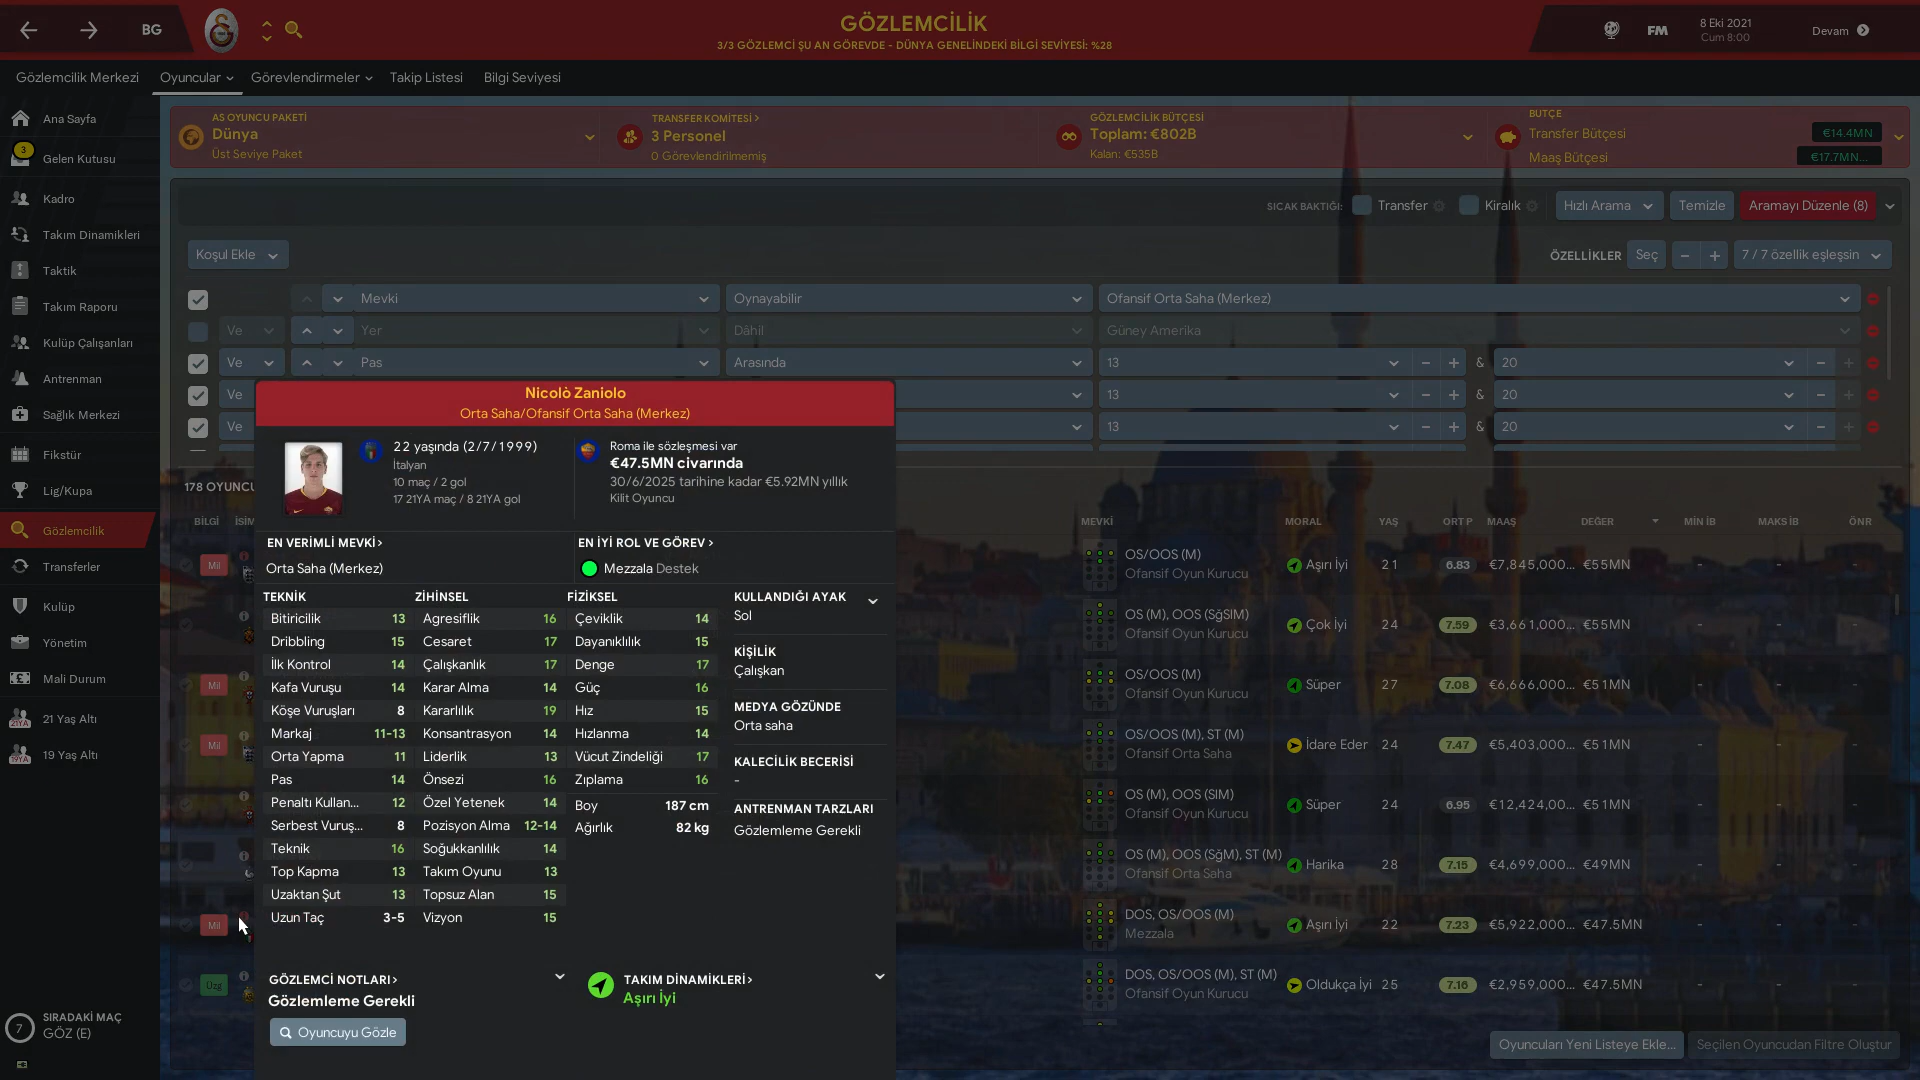 BG
GÖZLEMCİLİK
3/3 GÖZLEMCİ ŞU AN GÖREVDE - DÜNYA GENELİNDEKİ BİLGİ SEVİYESİ: %28
FM
8 Eki 2021
Cum 8:00
Devam
Gözlemcilik Merkezi
Oyuncular
Görevlendirmeler
Takip Listesi
Bilgi Seviyesi
Ana Sayfa
3
Gelen Kutusu
Kadro
Takım Dinamikleri
Taktik
Takım Raporu
Kulüp Çalışanları
Antrenman
Sağlık Merkezi
Fikstür
Lig/Kupa
Gözlemcilik
Transferler
Kulüp
Yönetim
Mali Durum
21YA
21 Yaş Altı
19YA
19 Yaş Altı
7
SIRADAKİ MAÇ
GÖZ (E)
AS OYUNCU PAKETİ
Dünya
Üst Seviye Paket
TRANSFER KOMİTESİ >
3 Personel
0 Görevlendirilmemiş
GÖZLEMCİLİK BÜTÇESİ
Toplam: €802B
Kalan: €535B
BÜTÇE
Transfer Bütçesi €14.4MN
Maaş Bütçesi €17.7MN...
SICAK BAKTIĞI: Transfer Kiralık Hızlı Arama Temizle Aramayı Düzenle (8)
Koşul Ekle
ÖZELLİKLER Seç - + 7 / 7 özellik eşleşsin
Mevki Oynayabilir Ofansif Orta Saha (Merkez)
Ve Yer Dâhil Güney Amerika
Ve Pas Arasında 13 - + & 20 - +
Ve 13 - + & 20 - +
Ve 13 - + & 20 - +
178 OYUNCU
BİLGİ İSİM MEVKİ MORAL YAŞ ORT P MAAŞ DEĞER MİN İB MAKS İB ÖNR
Mil OS/OOS (M) Aşırı İyi 21 6.83 €7,845,000... €55MN - - -
Ofansif Oyun Kurucu
OS (M), OOS (SğSlM) Çok İyi 24 7.59 €3,661,000... €55MN - - -
Ofansif Oyun Kurucu
Mil OS/OOS (M) Süper 27 7.08 €6,666,000... €51MN - - -
Ofansif Oyun Kurucu
Mil OS/OOS (M), ST (M) İdare Eder 24 7.47 €5,403,000... €51MN - - -
Ofansif Orta Saha
OS (M), OOS (SlM) Süper 24 6.95 €12,424,00... €51MN - - -
Ofansif Oyun Kurucu
OS (M), OOS (SğM), ST (M) Harika 28 7.15 €4,699,000... €49MN - - -
Ofansif Orta Saha
Mil DOS, OS/OOS (M) Aşırı İyi 22 7.23 €5,922,000... €47.5MN - - -
Mezzala
Üzg DOS, OS/OOS (M), ST (M) Oldukça İyi 25 7.16 €2,959,000... €47.5MN - - -
Ofansif Oyun Kurucu
Oyuncuları Yeni Listeye Ekle...
Seçilen Oyuncudan Filtre Oluştur
Nicolò Zaniolo
Orta Saha/Ofansif Orta Saha (Merkez)
22 yaşında (2/7/1999)
İtalyan
10 maç / 2 gol
17 21YA maç / 8 21YA gol
Roma ile sözleşmesi var
€47.5MN civarında
30/6/2025 tarihine kadar €5.92MN yıllık
Kilit Oyuncu
EN VERİMLİ MEVKİ >
Orta Saha (Merkez)
EN İYİ ROL VE GÖREV >
Mezzala Destek
TEKNİK
Bitiricilik 13
Dribbling 15
İlk Kontrol 14
Kafa Vuruşu 14
Köşe Vuruşları 8
Markaj 11-13
Orta Yapma 11
Pas 14
Penaltı Kullan... 12
Serbest Vuruş... 8
Teknik 16
Top Kapma 13
Uzaktan Şut 13
Uzun Taç 3-5
ZİHİNSEL
Agresiflik 16
Cesaret 17
Çalışkanlık 17
Karar Alma 14
Kararlılık 19
Konsantrasyon 14
Liderlik 13
Önsezi 16
Özel Yetenek 14
Pozisyon Alma 12-14
Soğukkanlılık 14
Takım Oyunu 13
Topsuz Alan 15
Vizyon 15
FİZİKSEL
Çeviklik 14
Dayanıklılık 15
Denge 17
Güç 16
Hız 15
Hızlanma 14
Vücut Zindeliği 17
Zıplama 16
Boy 187 cm
Ağırlık 82 kg
KULLANDIĞI AYAK
Sol
KİŞİLİK
Çalışkan
MEDYA GÖZÜNDE
Orta saha
KALECİLİK BECERİSİ
-
ANTRENMAN TARZLARI
Gözlemleme Gerekli
GÖZLEMCİ NOTLARI >
Gözlemleme Gerekli
Oyuncuyu Gözle
TAKIM DİNAMİKLERİ >
Aşırı İyi